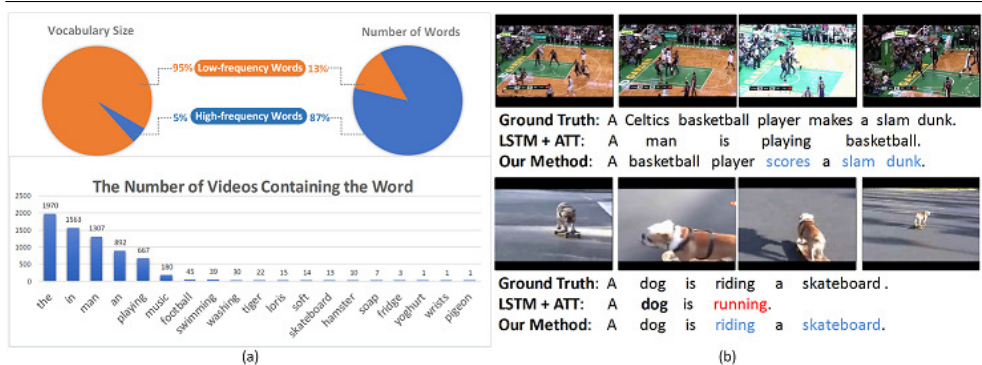 Vocabulary Size
Number of Words
95% Low-frequency Words 13%
5% High-frequency Words 87%
The Number of Videos Containing the Word
2500
2000
1500
1000
500
0
1970
1563
1307
892
667
180
45
39
30
22
15
14
13
10
7
3
1
1
1
the
in
man
an
playing
music
football
swimming
washing
tiger
loris
soft
skateboard
hamster
soap
fridge
yoghurt
wrists
pigeon
(a)
Ground Truth: A Celtics basketball player makes a slam dunk.
LSTM + ATT: A man is playing basketball.
Our Method: A basketball player scores a slam dunk.
Ground Truth: A dog is riding a skateboard.
LSTM + ATT: A dog is running.
Our Method: A dog is riding a skateboard.
(b)